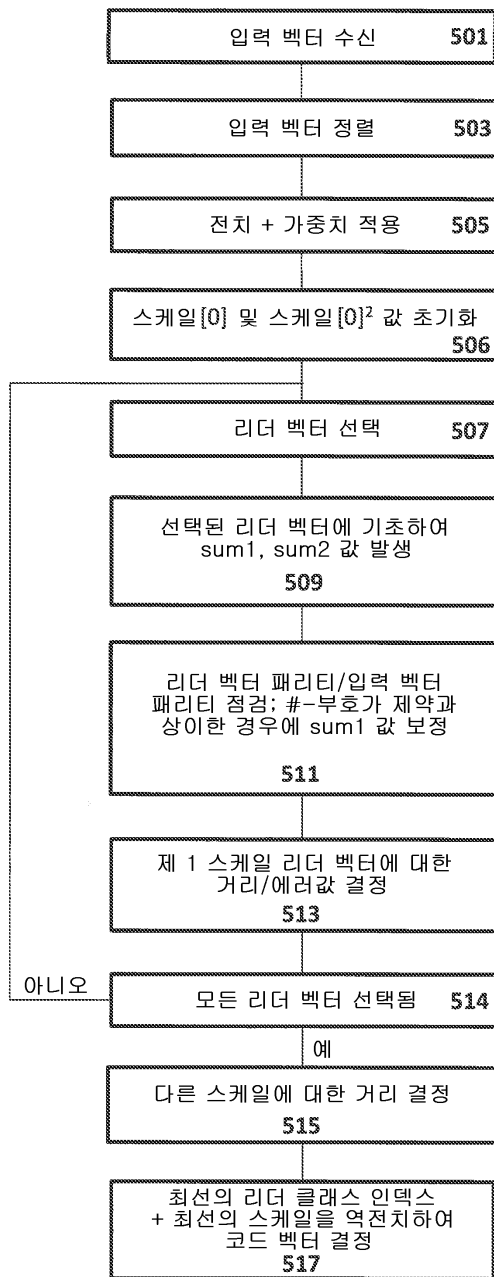 입력 벡터 수신 501
입력 벡터 정렬 503
전치 + 가중치 적용 505
스케일[0] 및 스케일[0]² 값 초기화
506
리더 벡터 선택 507
선택된 리더 벡터에 기초하여
sum1, sum2 값 발생
509
리더 벡터 패리티/입력 벡터
패리티 점검; #-부호가 제약과
상이한 경우에 sum1 값 보정
511
제 1 스케일 리더 벡터에 대한
거리/에러값 결정
513
아니오
모든 리더 벡터 선택됨 514
예
다른 스케일에 대한 거리 결정
515
최선의 리더 클래스 인덱스
+ 최선의 스케일을 역전치하여
코드 벡터 결정
517